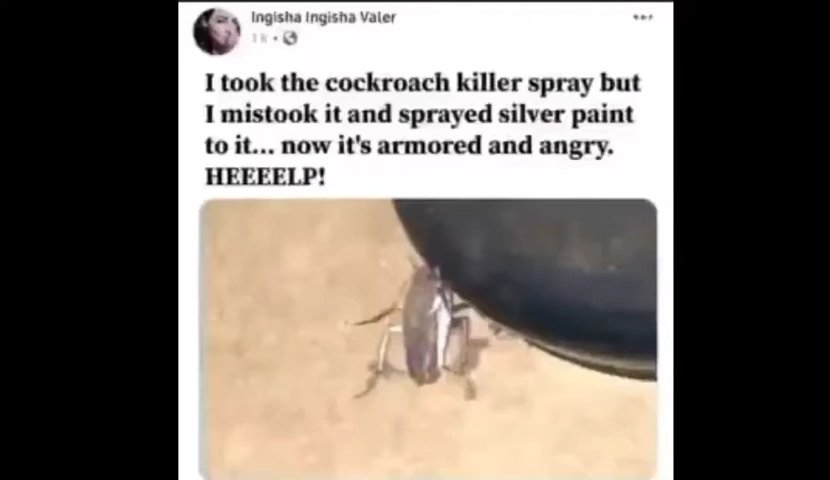 Ingisha Ingisha Valer
I took the cockroach killer spray but
I mistook it and sprayed silver paint
to it... now it's armored and angry.
HEEEELP!